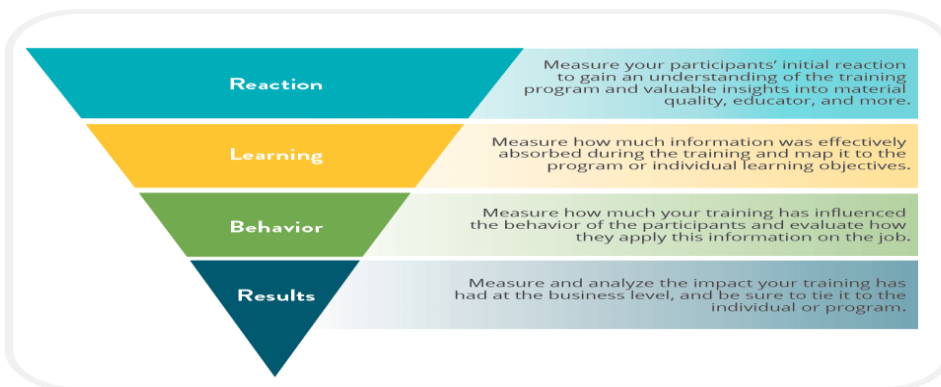 Reaction
Measure your participants' initial reaction
to gain an understanding of the training
program and valuable insights into material
quality, educator, and more.
Learning
Measure how much information was effectively
absorbed during the training and map it to the
program or individual learning objectives.
Behavior
Measure how much your training has influenced
the behavior of the participants and evaluate how
they apply this information on the job.
Results
Measure and analyze the impact your training has
had at the business level, and be sure to tie it to the
individual or program.